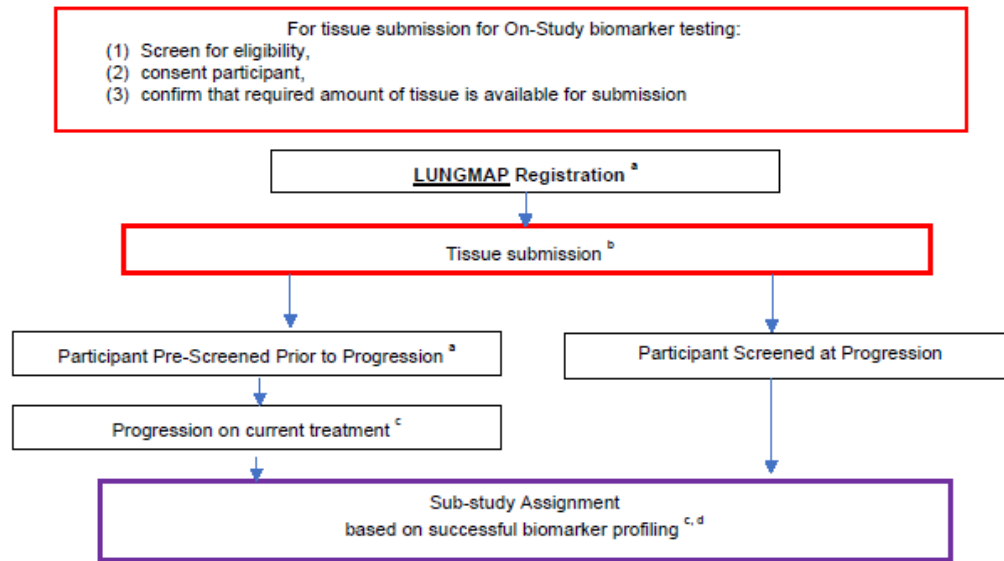 For tissue submission for On-Study biomarker testing:
(1) Screen for eligibility,
(2) consent participant,
(3) confirm that required amount of tissue is available for submission
LUNGMAP Registration a
Tissue submission b
Participant Pre-Screened Prior to Progression a
Participant Screened at Progression
Progression on current treatment c
Sub-study Assignment
based on successful biomarker profiling c, d